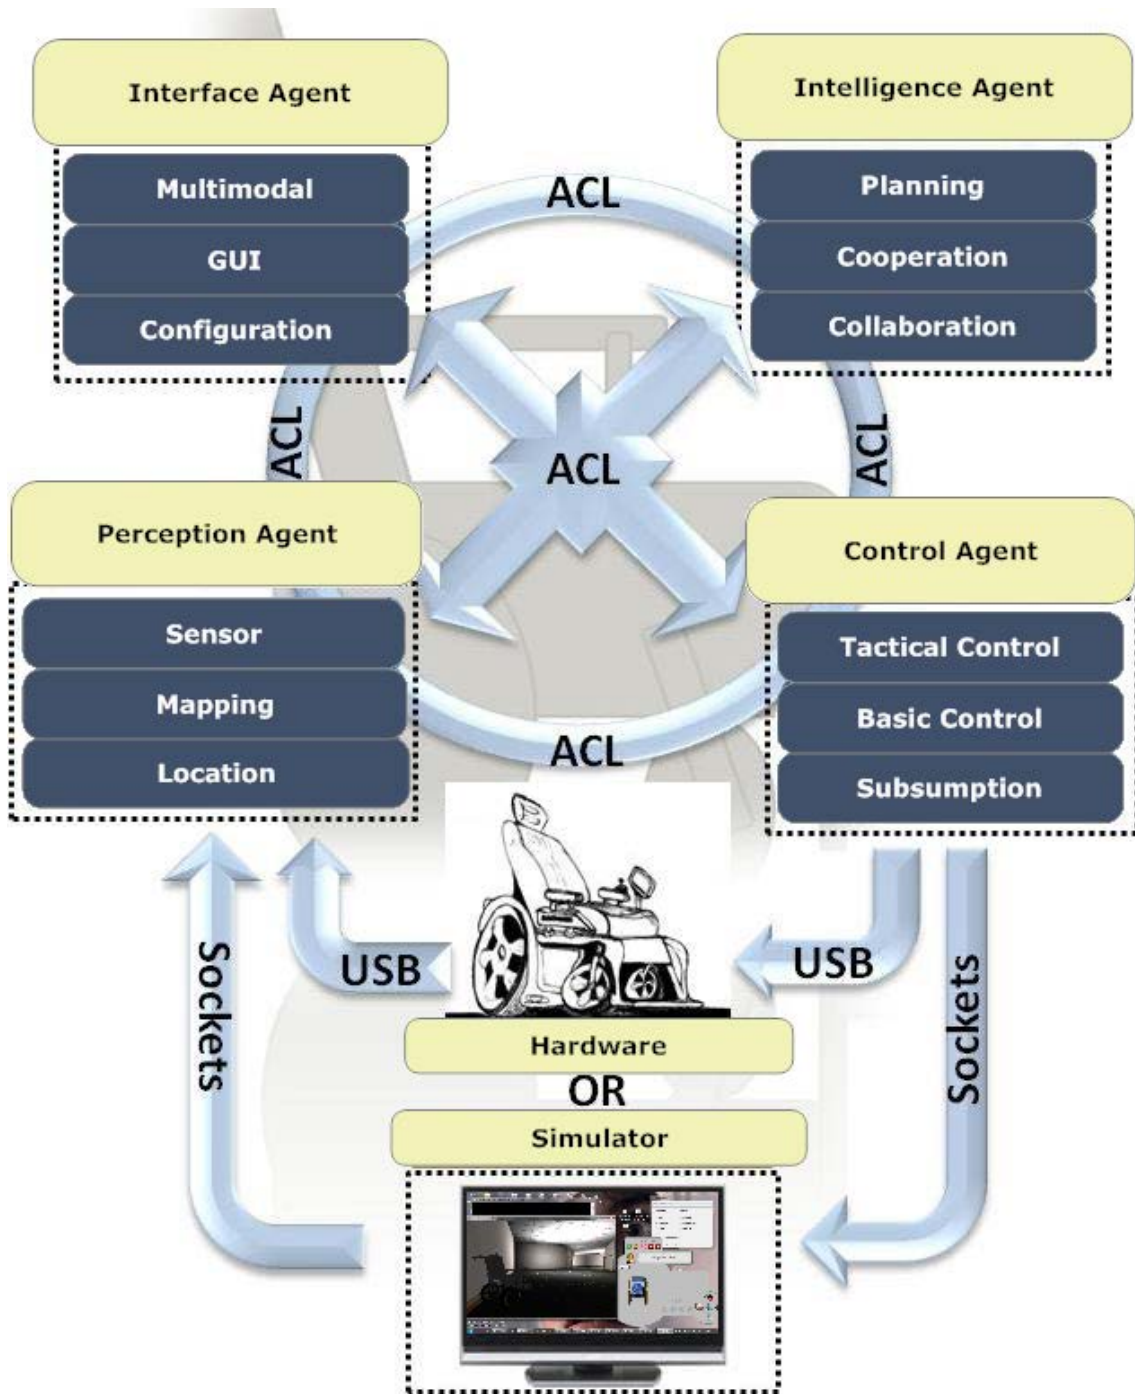 Interface Agent
Multimodal
GUI
Configuration
Intelligence Agent
Planning
Cooperation
Collaboration
ACL
ACL
ACL
ACL
Perception Agent
Sensor
Mapping
Location
Control Agent
Tactical Control
Basic Control
Subsumption
ACL
Sockets
USB
USB
Sockets
Hardware
OR
Simulator